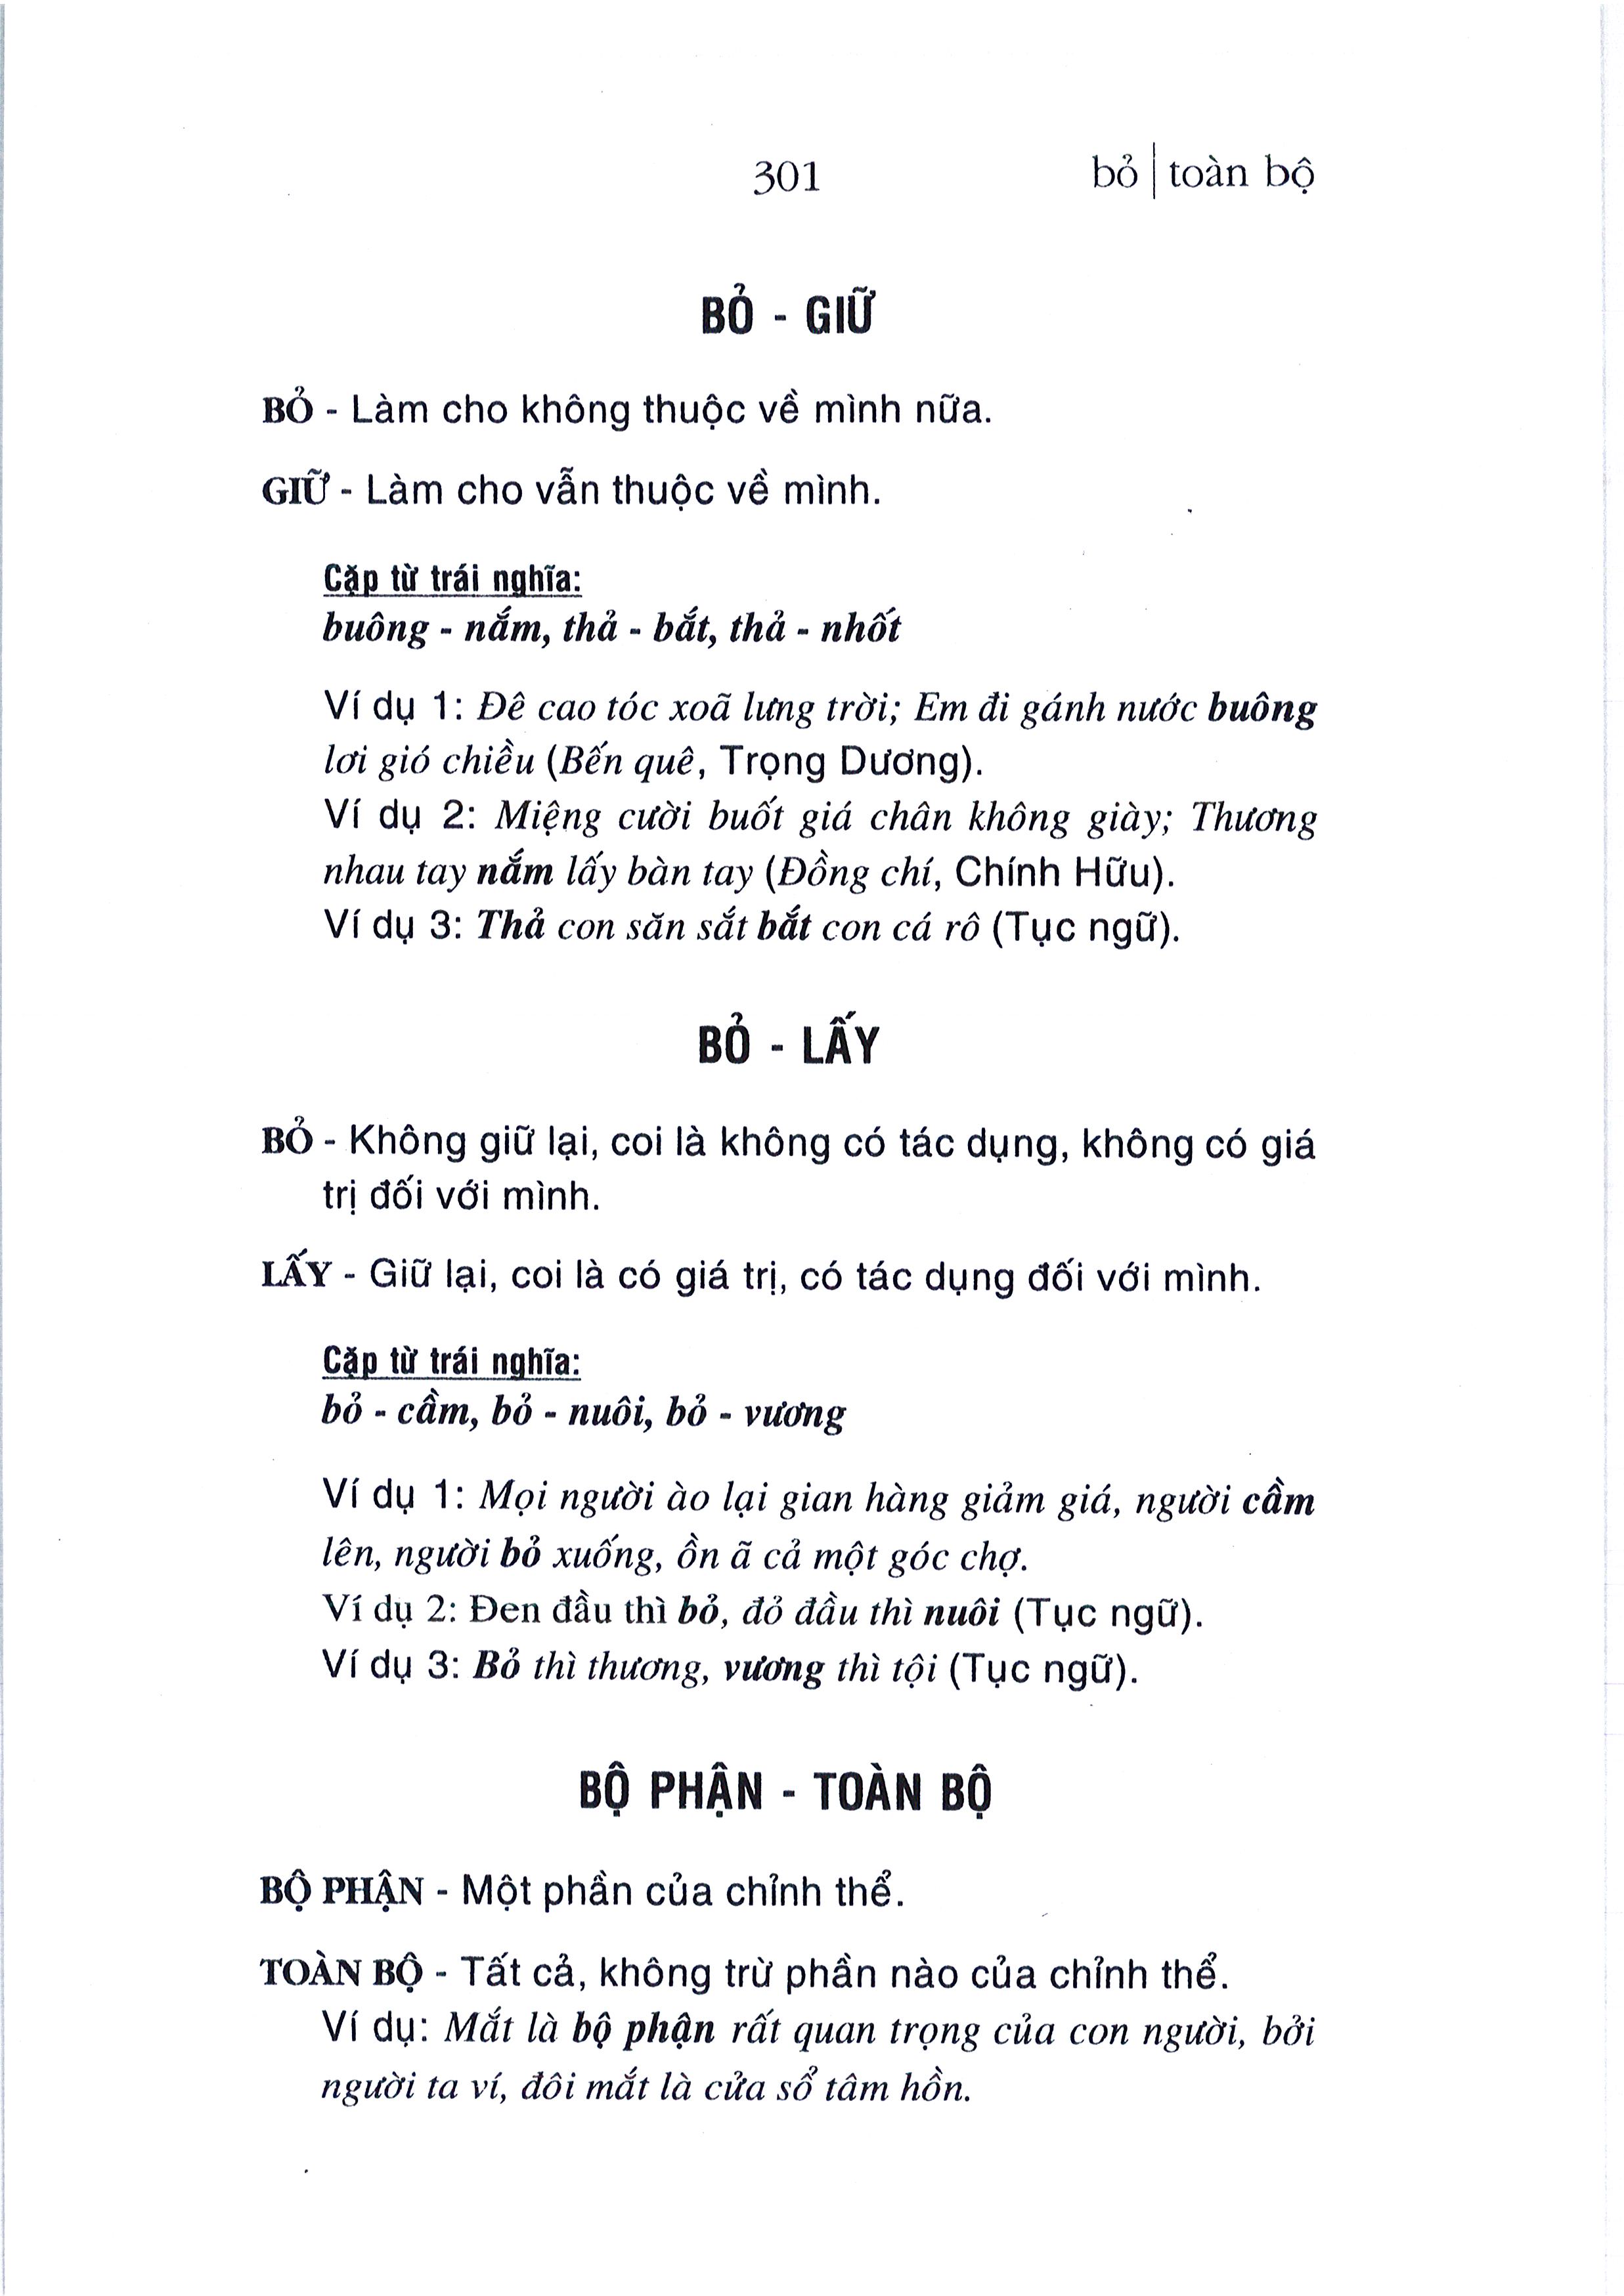 301
bỏ | toàn bộ
BỎ - GIỮ
BỎ - Làm cho không thuộc về mình nữa.
GIỮ - Làm cho vẫn thuộc về mình.
Cặp từ trái nghĩa:
buông - nắm, thả - bắt, thả - nhốt
Ví dụ 1: Đê cao tóc xoã lưng trời; Em đi gánh nước buông
lơi gió chiều (Bến quê, Trọng Dương).
Ví dụ 2: Miệng cười buốt giá chân không giày; Thương
nhau tay nắm lấy bàn tay (Đồng chí, Chính Hữu).
Ví dụ 3: Thả con săn sắt bắt con cá rô (Tục ngữ).
BỎ - LẤY
BỎ - Không giữ lại, coi là không có tác dụng, không có giá
trị đối với mình.
LẤY - Giữ lại, coi là có giá trị, có tác dụng đối với mình.
Cặp từ trái nghĩa:
bỏ - cầm, bỏ - nuôi, bỏ - vương
Ví dụ 1: Mọi người ào lại gian hàng giảm giá, người cầm
lên, người bỏ xuống, ồn ã cả một góc chợ.
Ví dụ 2: Đen đầu thì bỏ, đỏ đầu thì nuôi (Tục ngữ).
Ví dụ 3: Bỏ thì thương, vương thì tội (Tục ngữ).
BỘ PHẬN - TOÀN BỘ
BỘ PHẬN - Một phần của chỉnh thể.
TOÀN BỘ - Tất cả, không trừ phần nào của chỉnh thể.
Ví dụ: Mắt là bộ phận rất quan trọng của con người, bởi
người ta ví, đôi mắt là cửa sổ tâm hồn.